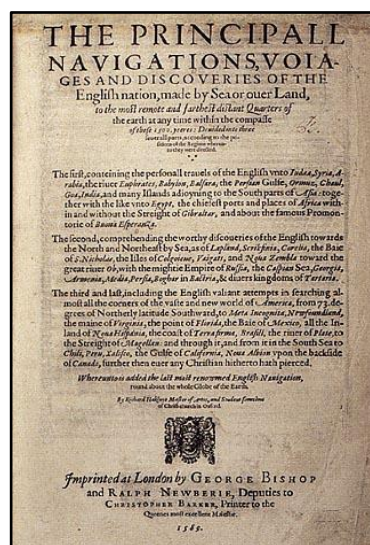 THE PRINCIPALL
NAVIGATIONS, VOIA-
GES AND DISCOVERIES OF THE
English nation, made by Sea or ouer Land,
to the most remote and farthest distant Quarters of
the earth at any time within the compasse
of these 1500. yeeres: Deuided into three
seuerall parts, according to the po-
sitions of the Regions wherun-
to they were directed.
The first, conteining the personall trauels of the English vnto Iudæa, Syria, A-
rabia, the riuer Euphrates, Babylon, Balsara, the Persian Gulfe, Ormuz, Chaul,
Goa, India, and many Islands adioyning to the South parts of Asia: toge-
ther with the like vnto Egypt, the chiefest ports and places of Africa with-
in and without the Streight of Gibraltar, and about the famous Promon-
torie of Buona Esperanza.
The second, comprehending the worthy discoueries of the English towards
the North and Northeast by Sea, as of Lapland, Scrikfinia, Corelia, the Baie
of S. Nicholas, the Isles of Colgoieue, Vaigats, and Noua Zembla toward the
great riuer Ob, with the mightie Empire of Russia, the Caspian Sea, Georgia,
Armenia, Media, Persia, Boghar in Bactria, & diuers kingdoms of Tartaria.
The third and last, including the English valiant attempts in searching al-
most all the corners of the vaste and new world of America, from 73. de-
grees of Northerly latitude Southward, to Meta Incognita, Newfoundland,
the maine of Virginia, the point of Florida, the Baie of Mexico, all the In-
land of Noua Hispania, the coast of Terra firma, Brasill, the riuer of Plate, to
the Streight of Magellan: and through it, and from it in the South Sea to
Chili, Peru, Xalisco, the Gulfe of California, Noua Albion vpon the backside
of Canada, further then euer any Christian hitherto hath pierced.
Whereunto is added the last most renowmed English Nauigation,
round about the whole Globe of the Earth.
By Richard Hakluyt Master of Artes, and Student sometime
of Christ-church in Oxford.
Imprinted at London by GEORGE BISHOP
and RALPH NEWBERIE, Deputies to
CHRISTOPHER BARKER, Printer to the
Queenes most excellent Maiestie.
1589.